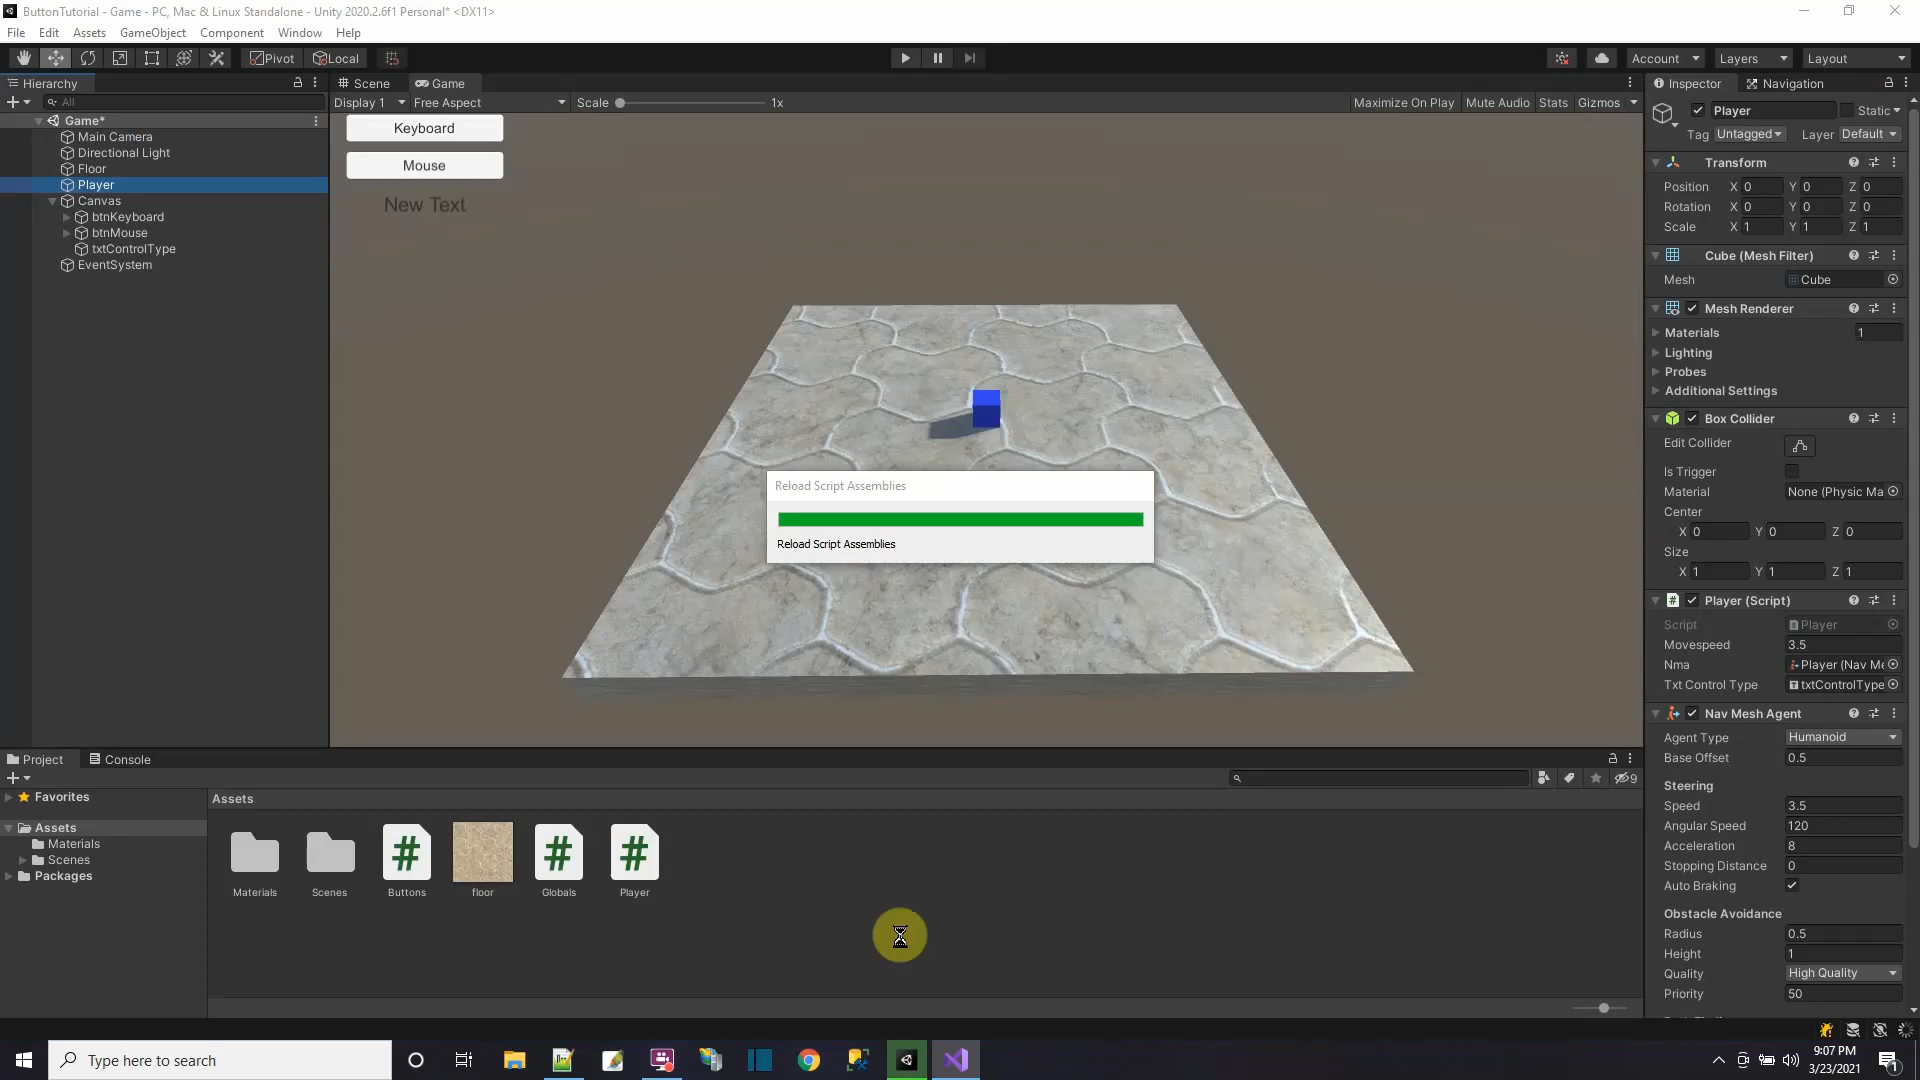 ButtonTutorial - Game - PC, Mac & Linux Standalone - Unity 2020.2.6f1 Personal* <DX11>
File Edit Assets GameObject Component Window Help
Pivot Local Account Layers Layout
Hierarchy
All
Game*
Main Camera
Directional Light
Floor
Player
Canvas
btnKeyboard
btnMouse
txtControlType
EventSystem
Scene Game
Display 1 Free Aspect Scale 1x Maximize On Play Mute Audio Stats Gizmos
Keyboard
Mouse
New Text
Reload Script Assemblies
Reload Script Assemblies
Inspector Navigation
Player Static
Tag Untagged Layer Default
Transform
Position X 0 Y 0 Z 0
Rotation X 0 Y 0 Z 0
Scale X 1 Y 1 Z 1
Cube (Mesh Filter)
Mesh Cube
Mesh Renderer
Materials 1
Lighting
Probes
Additional Settings
Box Collider
Edit Collider
Is Trigger
Material None (Physic Ma
Center
X 0 Y 0 Z 0
Size
X 1 Y 1 Z 1
Player (Script)
Script Player
Movespeed 3.5
Nma Player (Nav Me
Txt Control Type txtControlType
Nav Mesh Agent
Agent Type Humanoid
Base Offset 0.5
Steering
Speed 3.5
Angular Speed 120
Acceleration 8
Stopping Distance 0
Auto Braking
Obstacle Avoidance
Radius 0.5
Height 1
Quality High Quality
Priority 50
Project Console
9
Favorites
Assets
Materials
Scenes
Packages
Assets
Materials Scenes Buttons floor Globals Player
Type here to search
9:07 PM
3/23/2021
1